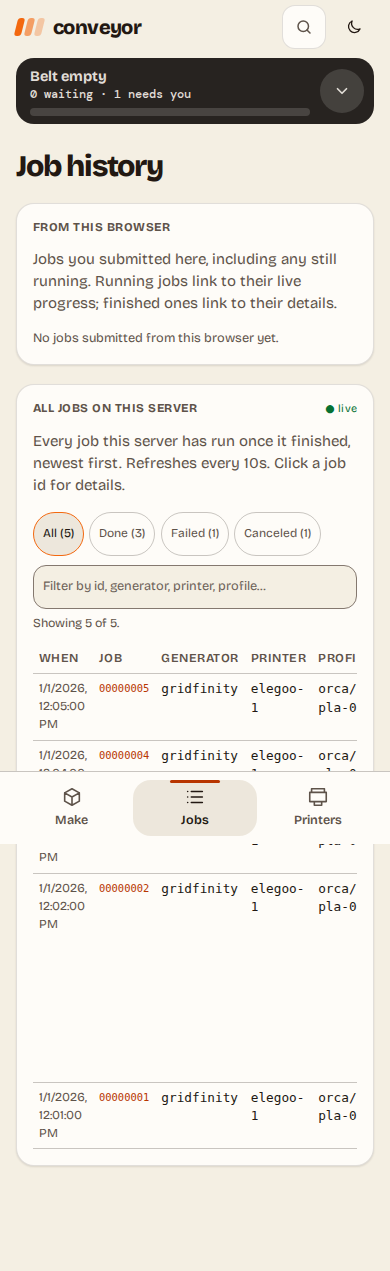 conveyor
Belt empty
0 waiting · 1 needs you
Job history
FROM THIS BROWSER
Jobs you submitted here, including any still
running. Running jobs link to their live
progress; finished ones link to their details.
No jobs submitted from this browser yet.
ALL JOBS ON THIS SERVER
live
Every job this server has run once it finished,
newest first. Refreshes every 10s. Click a job
id for details.
All (5) Done (3) Failed (1) Canceled (1)
Filter by id, generator, printer, profile...
Showing 5 of 5.
WHEN JOB GENERATOR PRINTER PROFI
1/1/2026, 00000005 gridfinity elegoo- orca/
12:05:00 1 pla-0
PM
1/1/2026, 00000004 gridfinity elegoo- orca/
Make Jobs Printers
PM
1/1/2026, 00000002 gridfinity elegoo- orca/
12:02:00 1 pla-0
PM
1/1/2026, 00000001 gridfinity elegoo- orca/
12:01:00 1 pla-0
PM